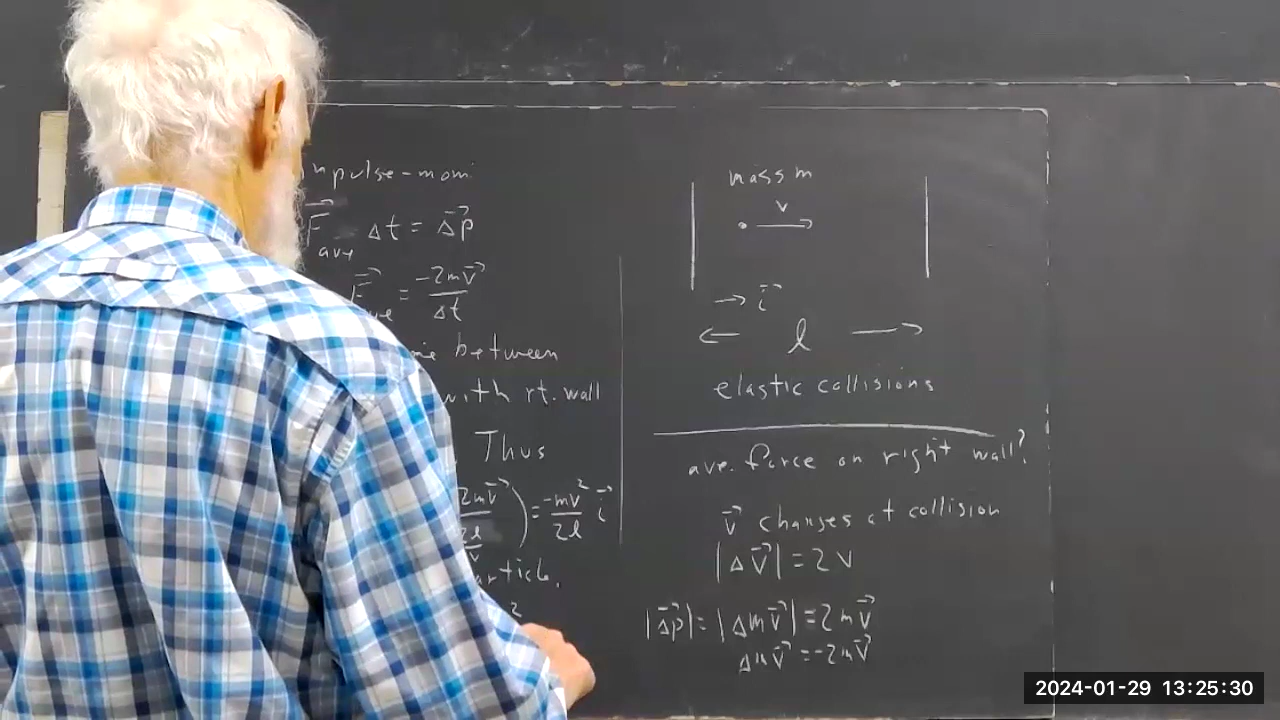 mpulse-mom
F⃗ave Δt = Δp⃗
= -2mv⃗/Δt
between
with rt. wall
Thus
2mv⃗/(2l/v)) = -mv²/2l i⃗
article.
2
mass m
v
→ i⃗
← l →
elastic collisions
ave. force on right wall?
v⃗ changes at collision
|Δv⃗| = 2v
|Δp⃗| = |Δmv⃗| = 2mv⃗
Δmv⃗ = -2mv⃗
2024-01-29 13:25:30